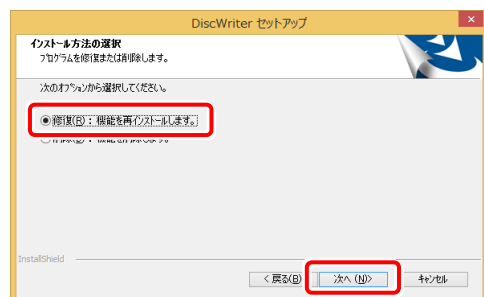 DiscWriter セットアップ
インストール方法の選択
プログラムを修復または削除します。
次のオプションから選択してください。
修復(R)： 機能を再インストールします。
InstallShield
< 戻る(B)
次へ (N)>
キャンセル